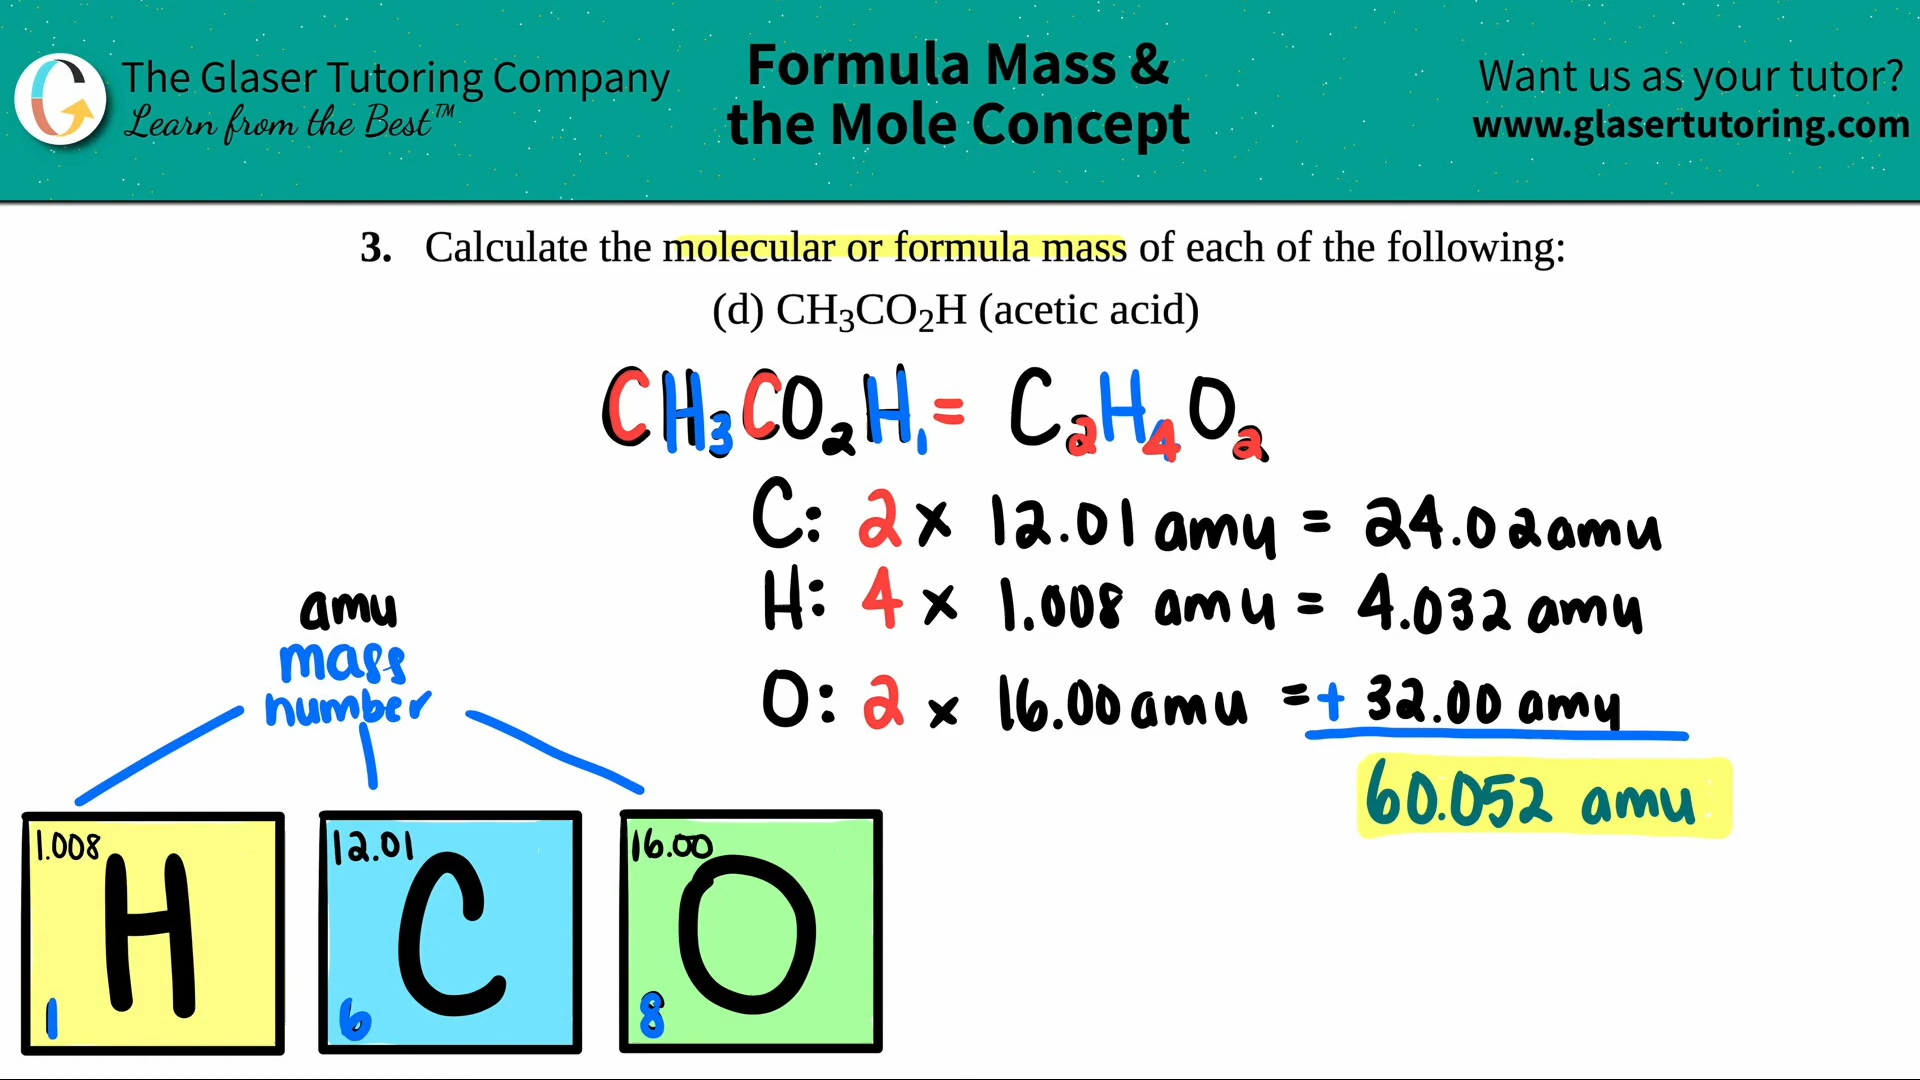 The Glaser Tutoring Company
Learn from the Best™
Formula Mass &
the Mole Concept
Want us as your tutor?
www.glasertutoring.com
3. Calculate the molecular or formula mass of each of the following:
(d) CH₃CO₂H (acetic acid)
CH₃CO₂H₁ = C₂H₄O₂
C: 2 × 12.01 amu = 24.02 amu
H: 4 × 1.008 amu = 4.032 amu
O: 2 × 16.00 amu = + 32.00 amu
60.052 amu
amu
mass
number
1.008
H
1
12.01
C
6
16.00
O
8